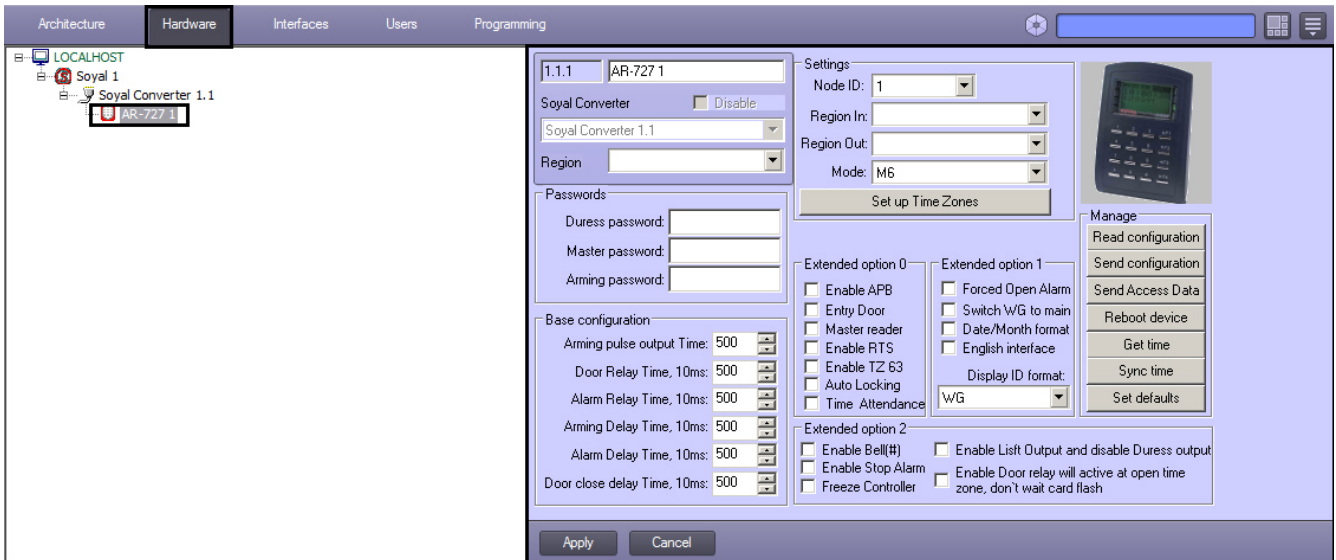 Architecture Hardware Interfaces Users Programming
LOCALHOST
Soyal 1
Soyal Converter 1.1
AR-727 1
1.1.1 AR-727 1
Soyal Converter Disable
Soyal Converter 1.1
Region
Passwords
Duress password:
Master password:
Arming password:
Base configuration
Arming pulse output Time: 500
Door Relay Time, 10ms: 500
Alarm Relay Time, 10ms: 500
Arming Delay Time, 10ms: 500
Alarm Delay Time, 10ms: 500
Door close delay Time, 10ms: 500
Settings
Node ID: 1
Region In:
Region Out:
Mode: M6
Set up Time Zones
Extended option 0
Enable APB
Entry Door
Master reader
Enable RTS
Enable TZ 63
Auto Locking
Time Attendance
Extended option 1
Forced Open Alarm
Switch WG to main
Date/Month format
English interface
Display ID format:
WG
Manage
Read configuration
Send configuration
Send Access Data
Reboot device
Get time
Sync time
Set defaults
Extended option 2
Enable Bell(#)
Enable Stop Alarm
Freeze Controller
Enable Lisft Output and disable Duress output
Enable Door relay will active at open time
zone, don`t wait card flash
Apply Cancel